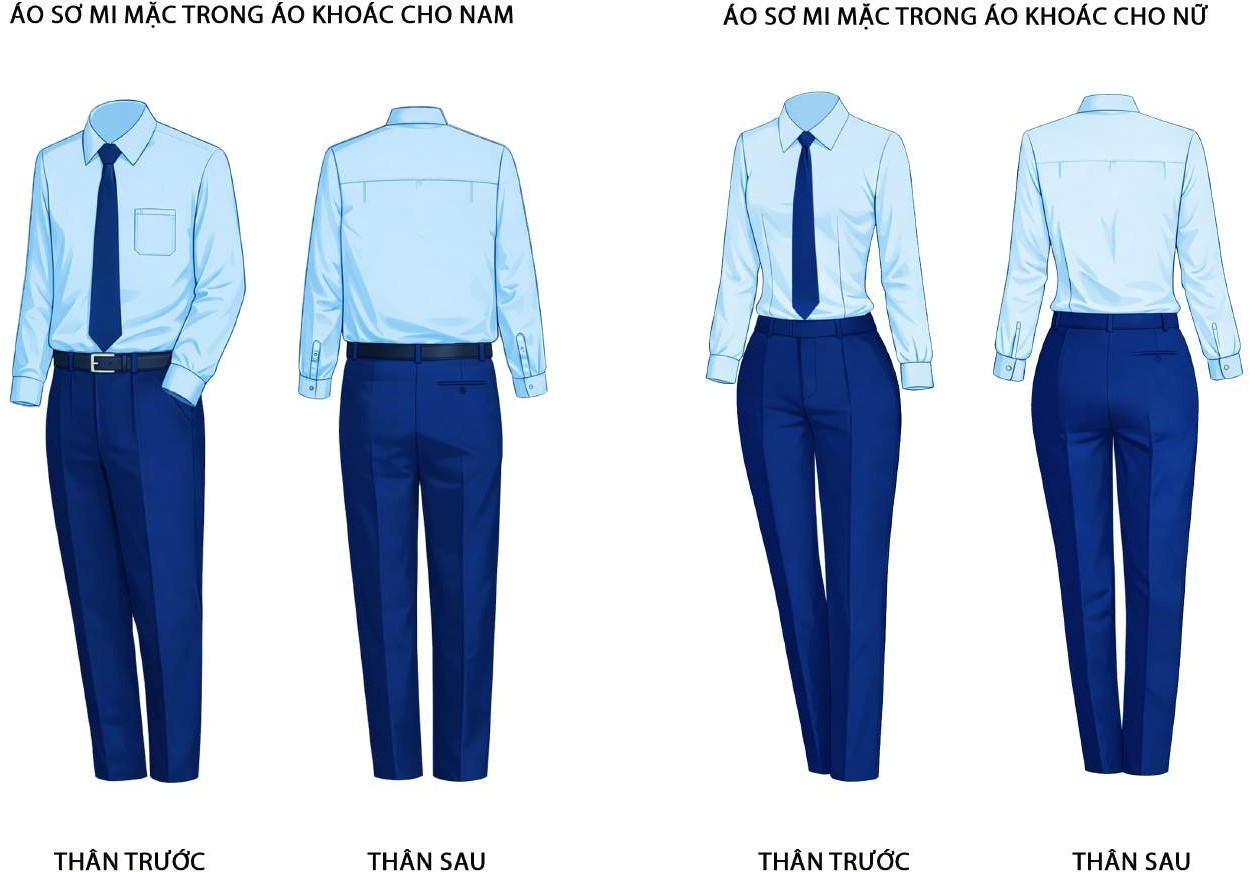 ÁO SƠ MI MẶC TRONG ÁO KHOÁC CHO NAM
ÁO SƠ MI MẶC TRONG ÁO KHOÁC CHO NỮ
THÂN TRƯỚC
THÂN SAU
THÂN TRƯỚC
THÂN SAU